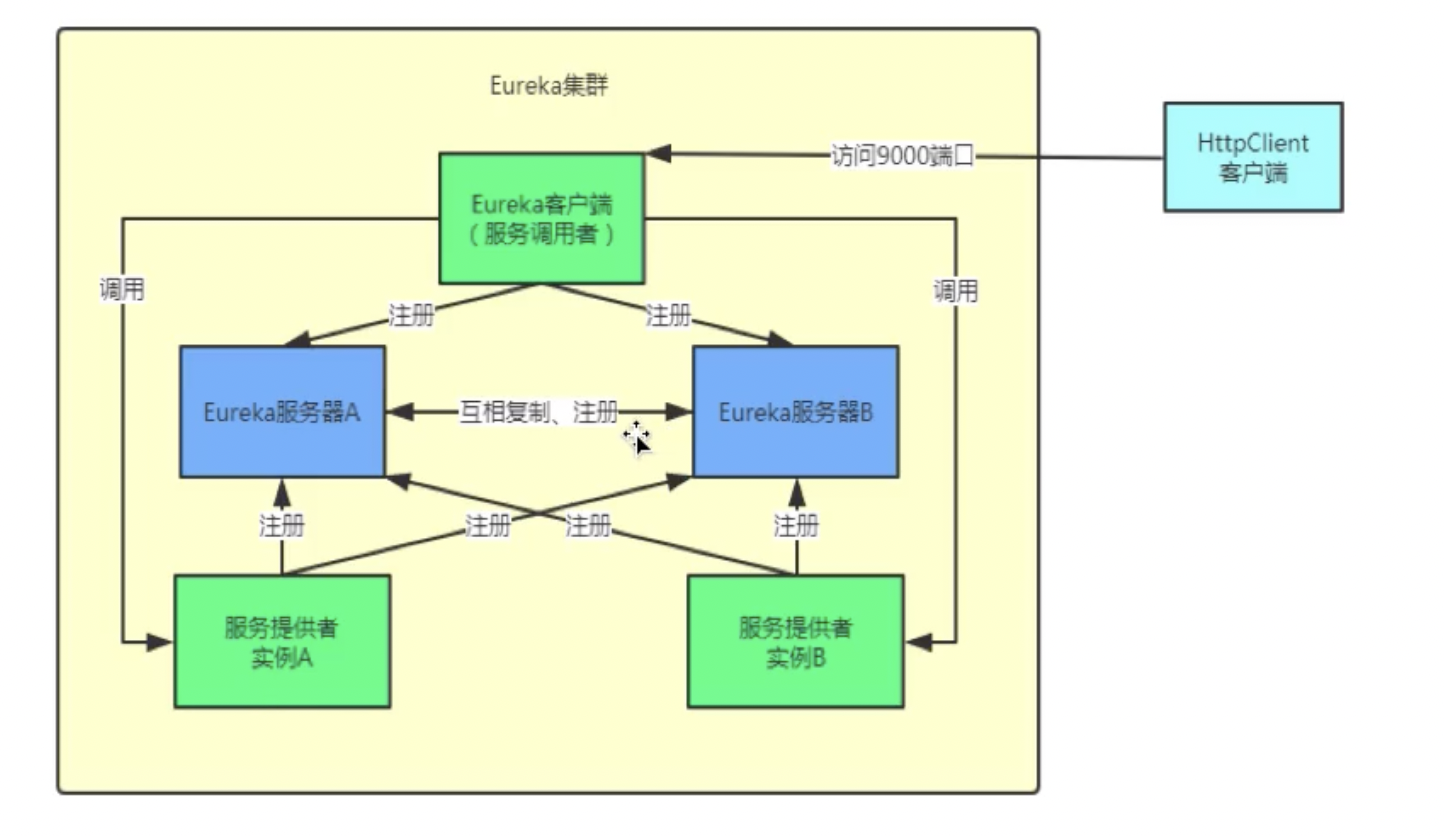 Eureka集群
访问9000端口
HttpClient
客户端
Eureka客户端
（服务调用者）
调用
调用
注册
注册
Eureka服务器A
互相复制、注册
Eureka服务器B
注册
注册
注册
注册
服务提供者
实例A
服务提供者
实例B